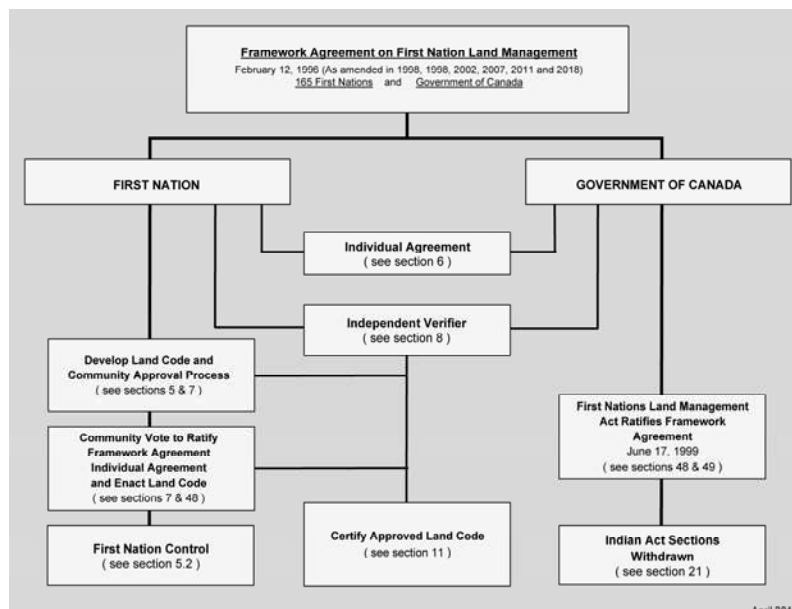 Framework Agreement on First Nation Land Management
February 12, 1996 (As amended in 1998, 1998, 2002, 2007, 2011 and 2018)
165 First Nations and Government of Canada
FIRST NATION
GOVERNMENT OF CANADA
Individual Agreement
( see section 6 )
Independent Verifier
( see section 8 )
Develop Land Code and
Community Approval Process
( see sections 5 & 7 )
First Nations Land Management
Act Ratifies Framework
Agreement
June 17. 1999
( see sections 48 & 49 )
Community Vote to Ratify
Framework Agreement
Individual Agreement
and Enact Land Code
( see sections 7 & 48 )
Certify Approved Land Code
( see section 11 )
First Nation Control
( see section 5.2 )
Indian Act Sections
Withdrawn
( see section 21 )